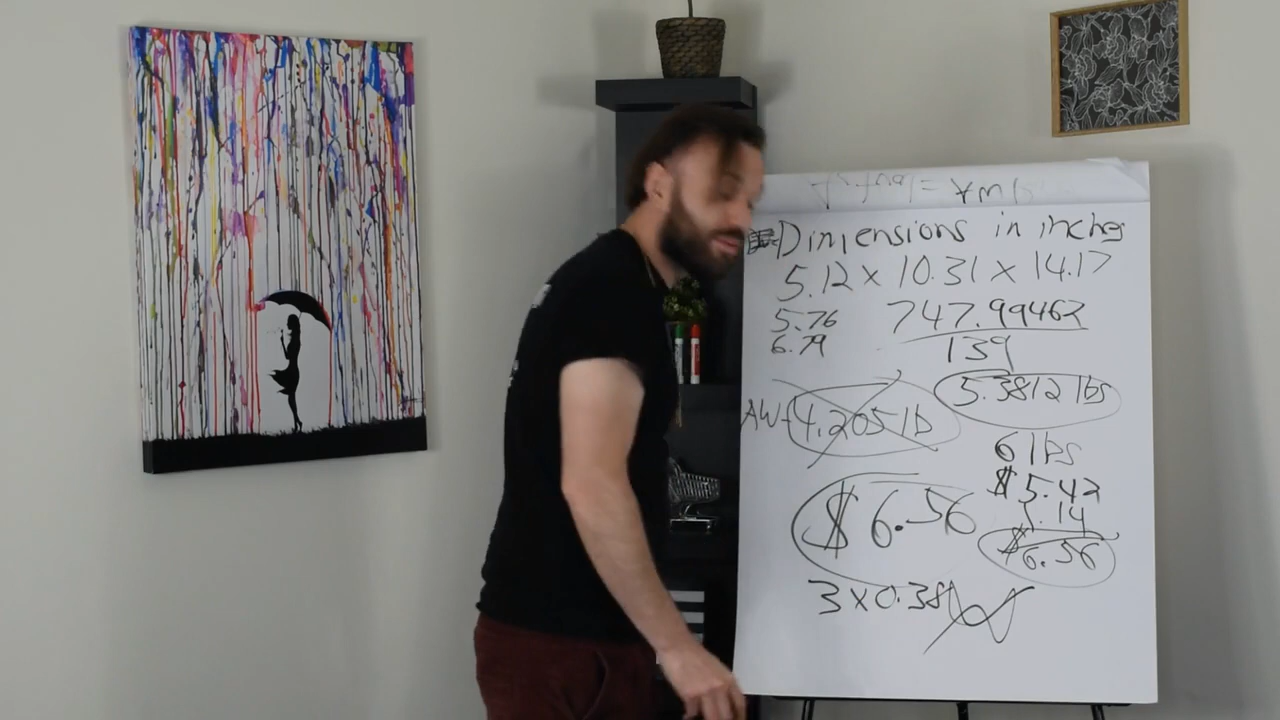 Dimensions in inches
5.12 x 10.31 x 14.17
5.76 747.99462
6.79 139
AW- 4.205 lb 5.3812 lbs
6 lbs
$5.42
1.14
$6.56 $6.56
3 x 0.38